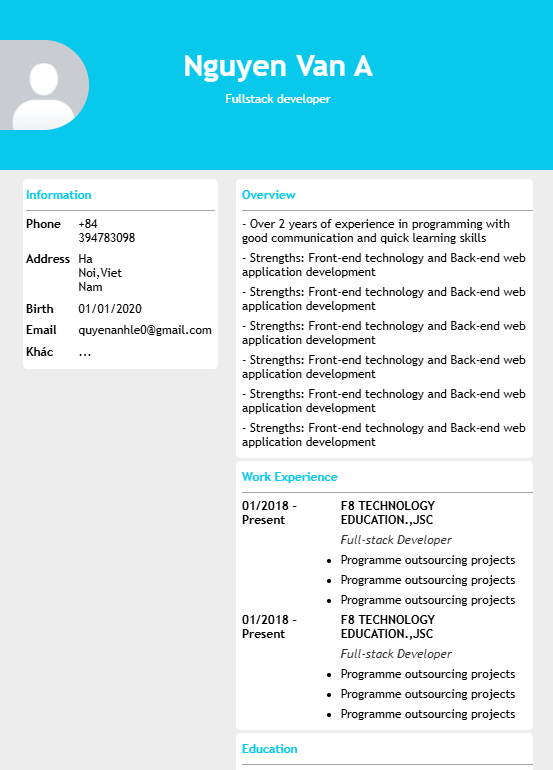 Nguyen Van A
Fullstack developer
Information
Phone +84
394783098
Address Ha
Noi,Viet
Nam
Birth 01/01/2020
Email quyenanhle0@gmail.com
Khác ...
Overview
- Over 2 years of experience in programming with
good communication and quick learning skills
- Strengths: Front-end technology and Back-end web
application development
- Strengths: Front-end technology and Back-end web
application development
- Strengths: Front-end technology and Back-end web
application development
- Strengths: Front-end technology and Back-end web
application development
- Strengths: Front-end technology and Back-end web
application development
- Strengths: Front-end technology and Back-end web
application development
Work Experience
01/2018 – F8 TECHNOLOGY
Present EDUCATION.,JSC
Full-stack Developer
• Programme outsourcing projects
• Programme outsourcing projects
• Programme outsourcing projects
01/2018 – F8 TECHNOLOGY
Present EDUCATION.,JSC
Full-stack Developer
• Programme outsourcing projects
• Programme outsourcing projects
• Programme outsourcing projects
Education